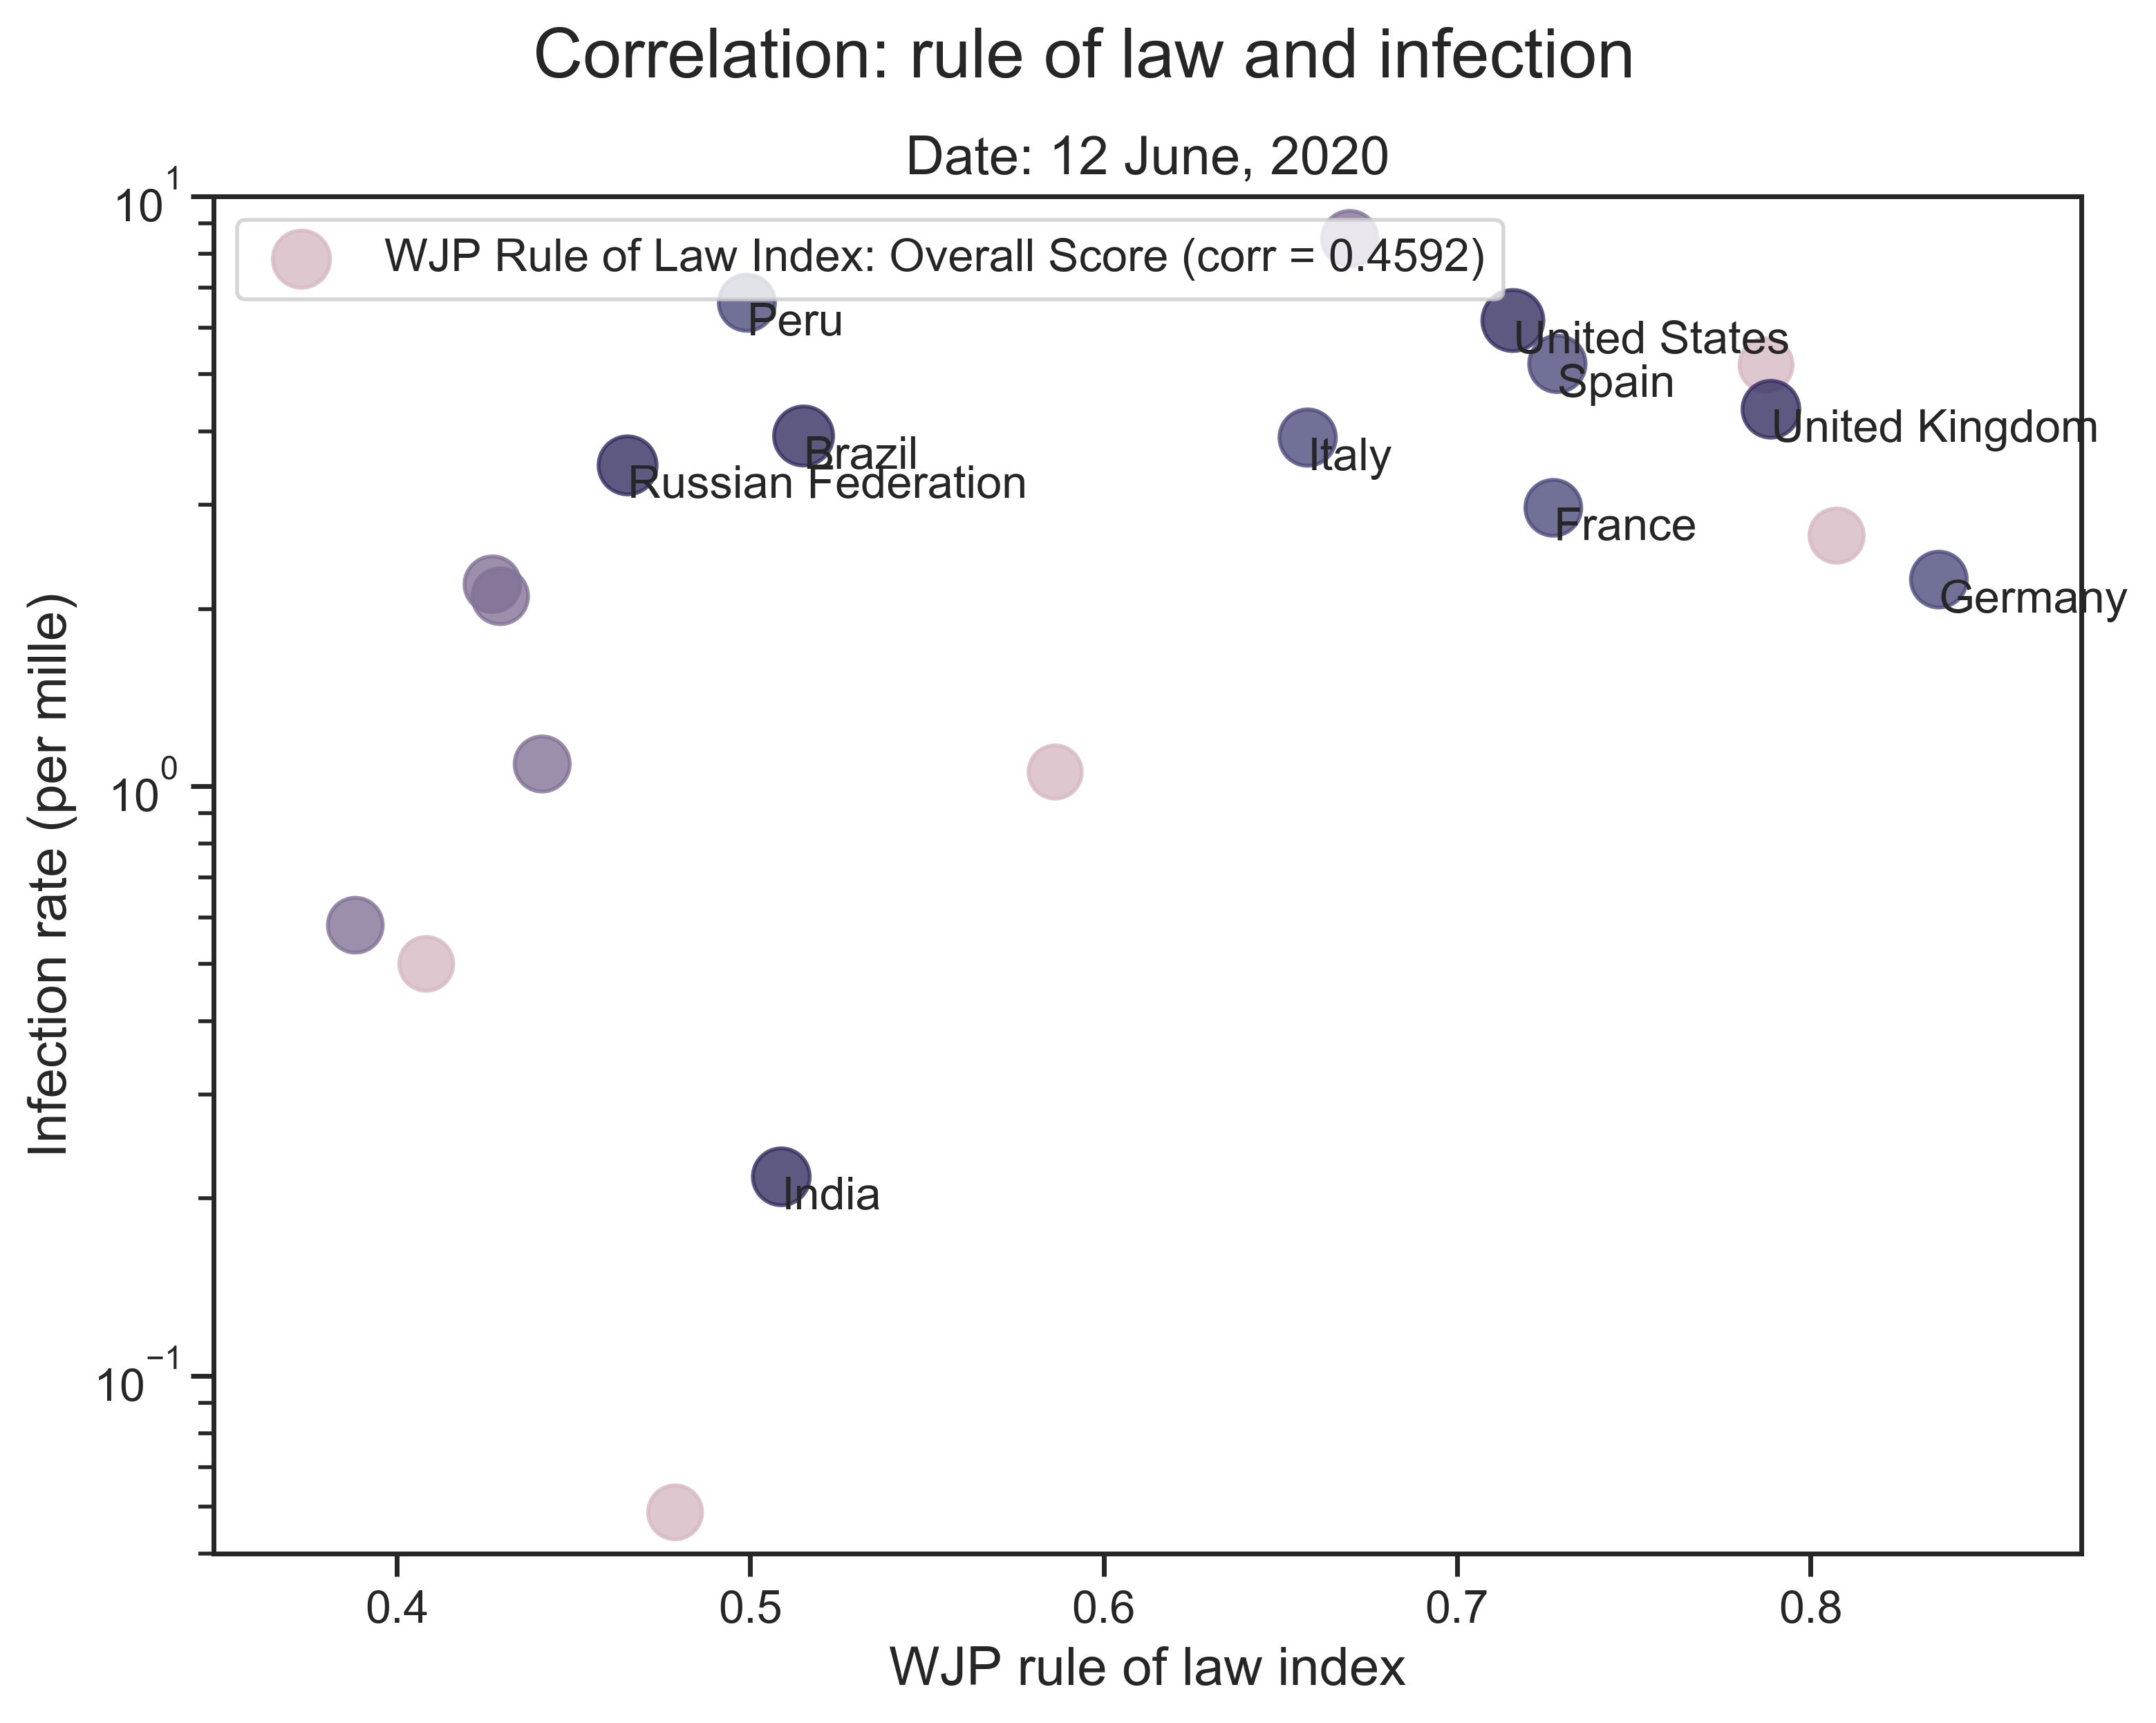 Correlation: rule of law and infection
Date: 12 June, 2020
10^1
WJP Rule of Law Index: Overall Score (corr = 0.4592)
Peru
United States
Spain
United Kingdom
Brazil
Italy
Russian Federation
France
Germany
Infection rate (per mille)
10^0
India
10^−1
0.4 0.5 0.6 0.7 0.8
WJP rule of law index